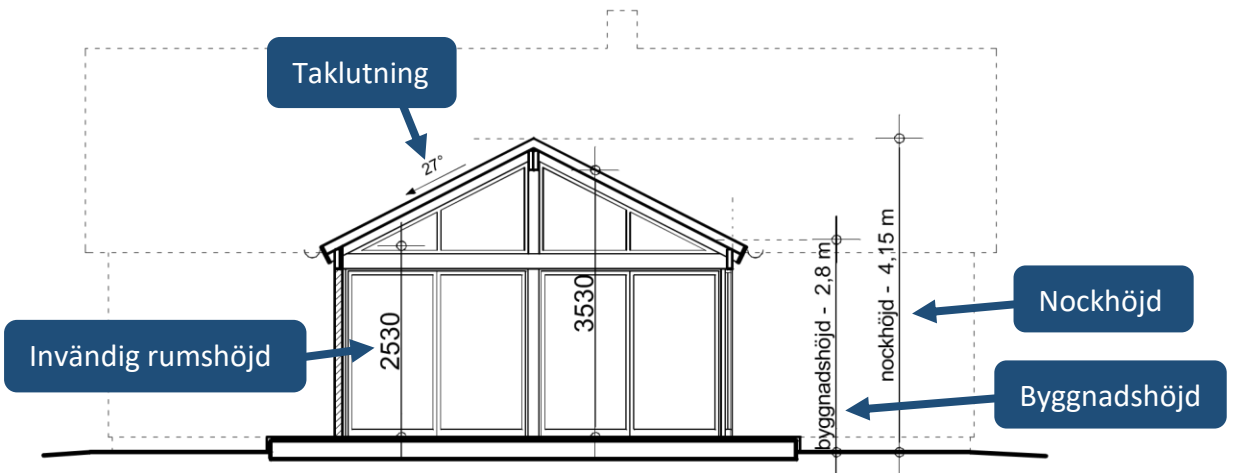 Taklutning
27°
Nockhöjd
Invändig rumshöjd
2530
3530
byggnadshöjd - 2,8 m
nockhöjd - 4,15 m
Byggnadshöjd